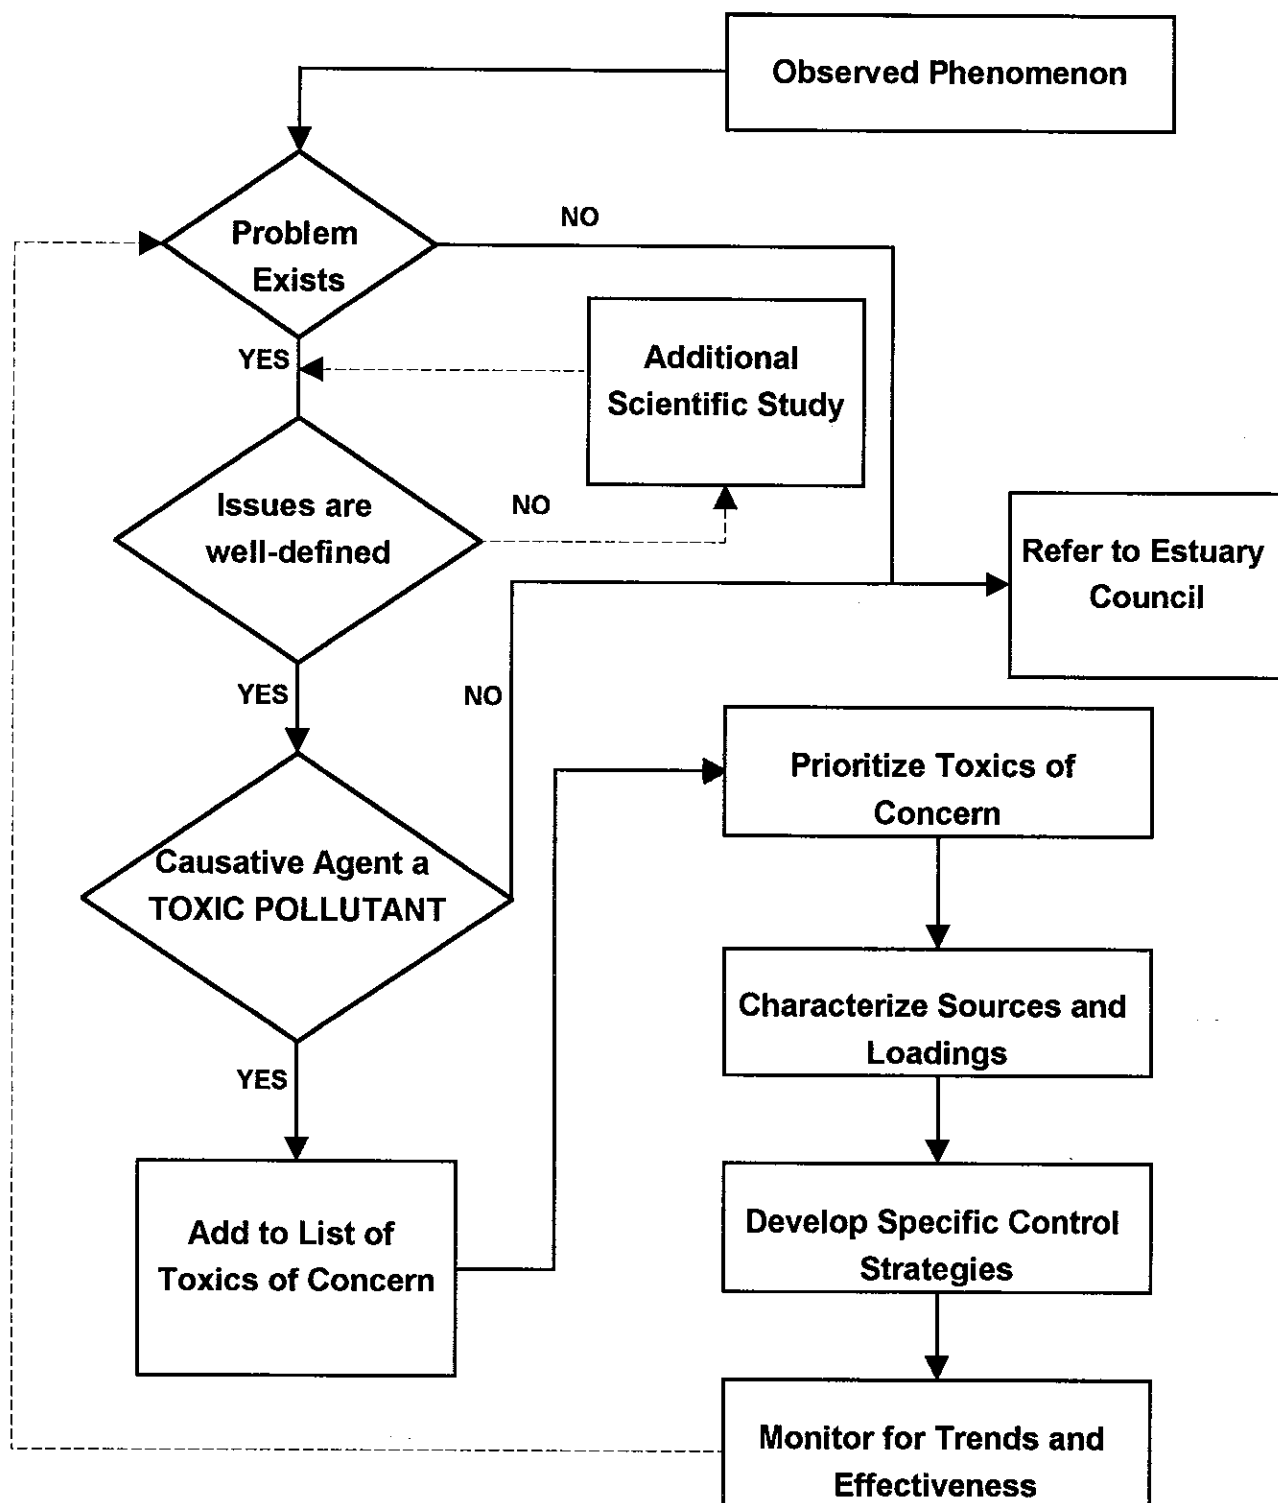 Observed Phenomenon
Problem
Exists
NO
YES
Additional
Scientific Study
Issues are
well-defined
NO
Refer to Estuary
Council
YES
NO
Prioritize Toxics of
Concern
Causative Agent a
TOXIC POLLUTANT
Characterize Sources and
Loadings
YES
Add to List of
Toxics of Concern
Develop Specific Control
Strategies
Monitor for Trends and
Effectiveness